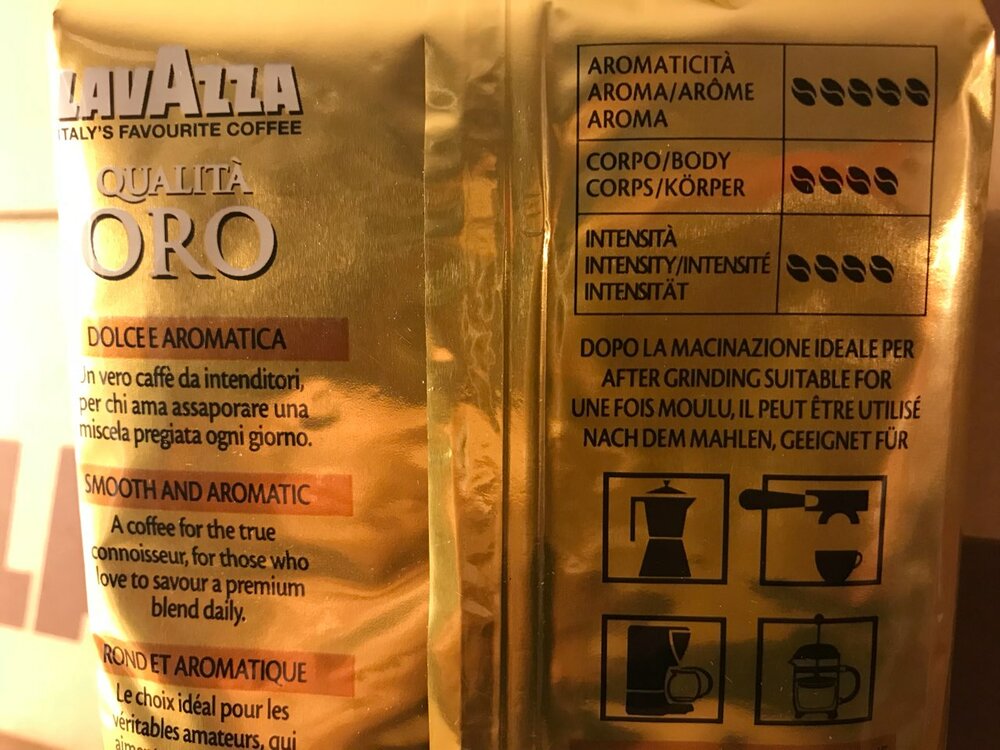 LAVAZZA
ITALY'S FAVOURITE COFFEE
QUALITÀ
ORO
DOLCE E AROMATICA
Un vero caffè da intenditori,
per chi ama assaporare una
miscela pregiata ogni giorno.
SMOOTH AND AROMATIC
A coffee for the true
connoisseur, for those who
love to savour a premium
blend daily.
ROND ET AROMATIQUE
Le choix idéal pour les
véritables amateurs, qui
AROMATICITÀ
AROMA/ARÔME
AROMA
CORPO/BODY
CORPS/KÖRPER
INTENSITÀ
INTENSITY/INTENSITÉ
INTENSITÄT
DOPO LA MACINAZIONE IDEALE PER
AFTER GRINDING SUITABLE FOR
UNE FOIS MOULU, IL PEUT ÊTRE UTILISÉ
NACH DEM MAHLEN, GEEIGNET FÜR